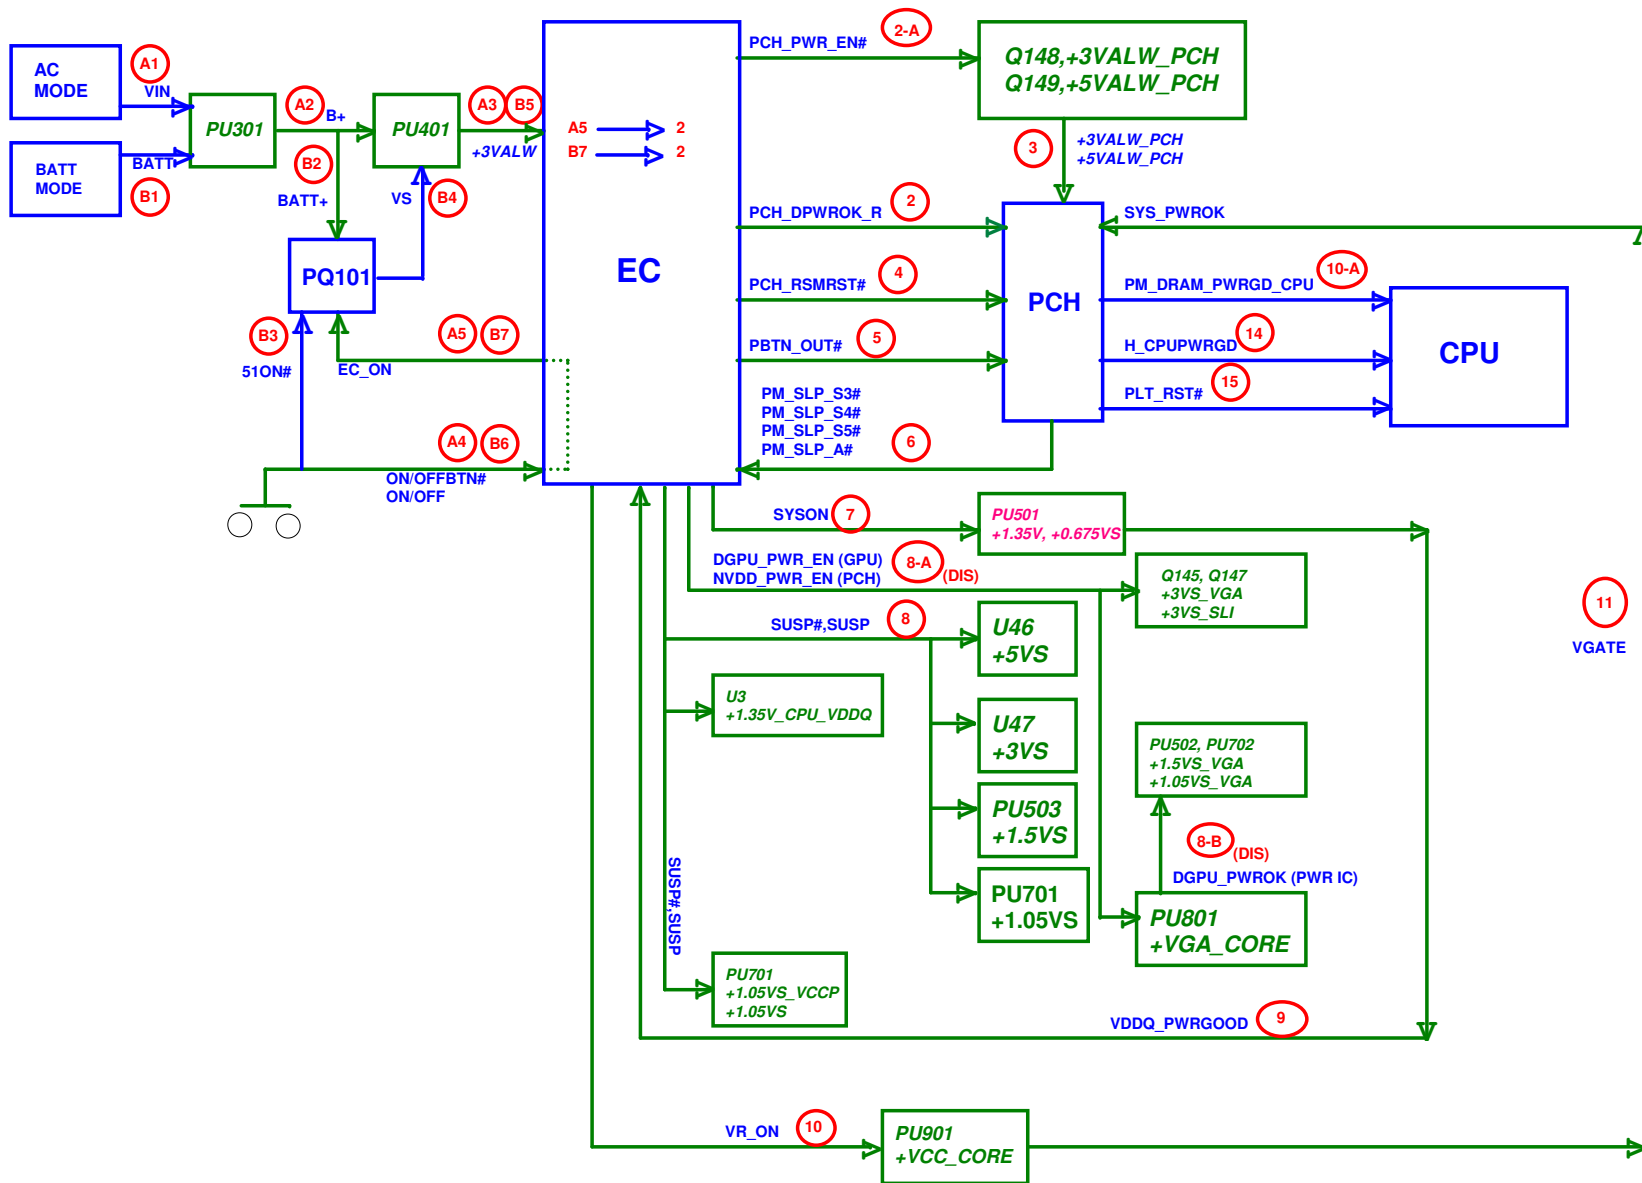 AC
MODE
A1
VIN
BATT
MODE
BATT
B1
PU301
A2
B+
B2
BATT+
PU401
A3
B5
+3VALW
VS
B4
PQ101
B3
51ON#
A5
B7
EC_ON
A4
B6
ON/OFFBTN#
ON/OFF
A5
2
B7
2
EC
PCH_PWR_EN#
2-A
Q148,+3VALW_PCH
Q149,+5VALW_PCH
3
+3VALW_PCH
+5VALW_PCH
PCH_DPWROK_R
2
PCH_RSMRST#
4
PBTN_OUT#
5
PM_SLP_S3#
PM_SLP_S4#
PM_SLP_S5#
PM_SLP_A#
6
PCH
SYS_PWROK
10-A
PM_DRAM_PWRGD_CPU
H_CPUPWRGD
14
PLT_RST#
15
CPU
SYSON
7
PU501
+1.35V, +0.675VS
DGPU_PWR_EN (GPU)
NVDD_PWR_EN (PCH)
8-A
(DIS)
Q145, Q147
+3VS_VGA
+3VS_SLI
SUSP#,SUSP
8
U46
+5VS
U3
+1.35V_CPU_VDDQ
U47
+3VS
PU503
+1.5VS
PU701
+1.05VS
PU502, PU702
+1.5VS_VGA
+1.05VS_VGA
8-B
(DIS)
DGPU_PWROK (PWR IC)
PU801
+VGA_CORE
11
VGATE
SUSP#,SUSP
PU701
+1.05VS_VCCP
+1.05VS
VDDQ_PWRGOOD
9
VR_ON
10
PU901
+VCC_CORE